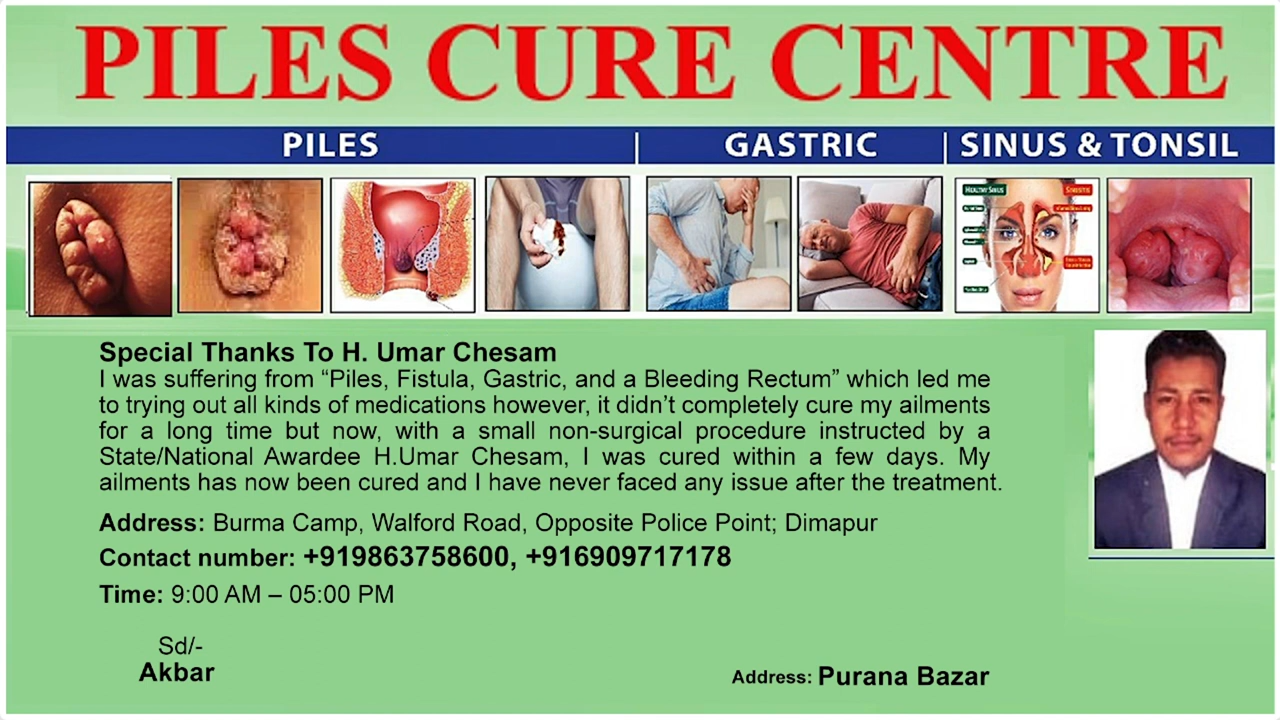 PILES CURE CENTRE
PILES | GASTRIC | SINUS & TONSIL
HEALTHY SINUS
SINUSITIS
Special Thanks To H. Umar Chesam
I was suffering from “Piles, Fistula, Gastric, and a Bleeding Rectum” which led me
to trying out all kinds of medications however, it didn’t completely cure my ailments
for a long time but now, with a small non-surgical procedure instructed by a
State/National Awardee H.Umar Chesam, I was cured within a few days. My
ailments has now been cured and I have never faced any issue after the treatment.
Address: Burma Camp, Walford Road, Opposite Police Point; Dimapur
Contact number: +919863758600, +916909717178
Time: 9:00 AM – 05:00 PM
Sd/-
Akbar
Address: Purana Bazar